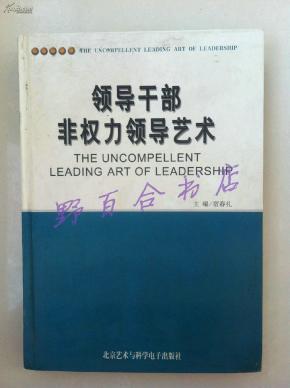 THE UNCOMPELLENT LEADING ART OF LEADERSHIP
领导干部
非权力领导艺术
THE UNCOMPELLENT
LEADING ART OF LEADERSHIP
主编/宿春礼
野百合书店
北京艺术与科学电子出版社